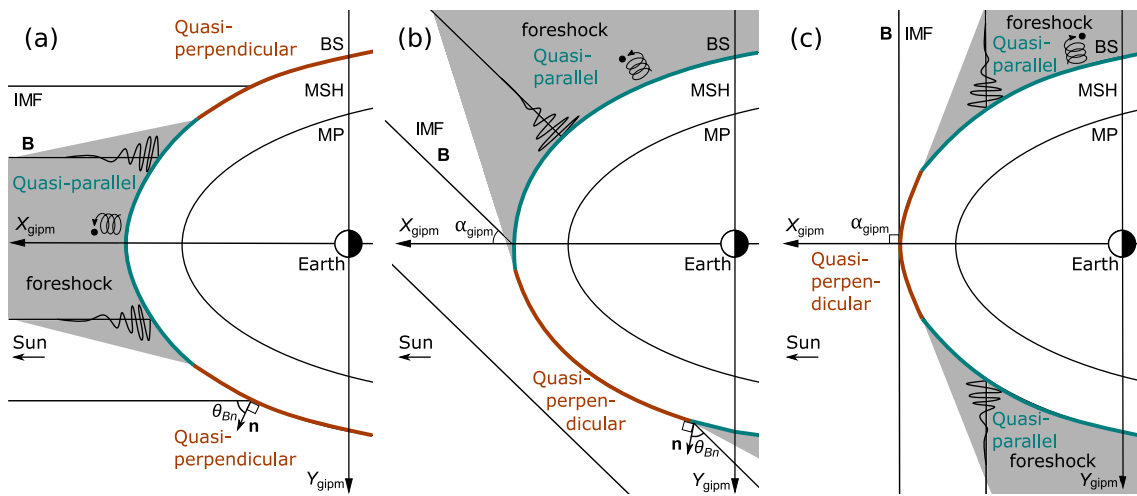 (a)
Quasi-
perpendicular
BS
IMF
MSH
B
MP
Quasi-parallel
Xgipm
Earth
foreshock
Sun
θBn
n
Quasi-
perpendicular
Ygipm
(b)
foreshock
Quasi-
parallel
BS
MSH
IMF
B
MP
Xgipm
αgipm
Earth
Sun
Quasi-
perpen-
dicular
n
θBn
Ygipm
(c)
B
IMF
foreshock
Quasi-
parallel
BS
MSH
MP
Xgipm
αgipm
Quasi-
perpen-
dicular
Earth
Sun
Quasi-
parallel
foreshock
Ygipm